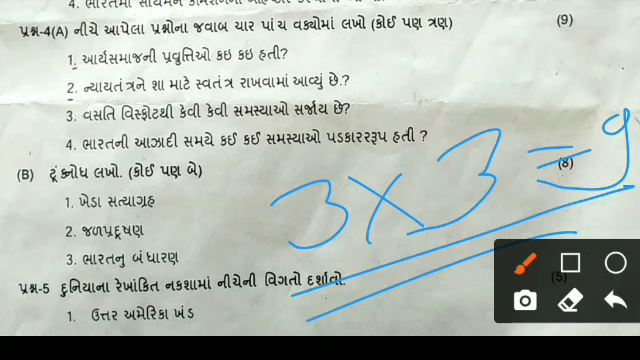 4. ભારતમાં
પ્રશ્ન-4(A) નીચે આપેલા પ્રશ્નોના જવાબ ચાર પાંચ વાક્યોમાં લખો (કોઈ પણ ત્રણ) (9)
1. આર્યસમાજની પ્રવૃત્તિઓ કઇ કઇ હતી?
2. ન્યાયતંત્રને શા માટે સ્વતંત્ર રાખવામાં આવ્યું છે.?
3. વસતિ વિસ્ફોટથી કેવી કેવી સમસ્યાઓ સર્જાય છે?
4. ભારતની આઝાદી સમયે કઈ કઈ સમસ્યાઓ પડકારરૂપ હતી ?
(B) ટૂંકનોધ લખો. (કોઈ પણ બે) (8)
3 x 3 = 9
1. ખેડા સત્યાગ્રહ
2. જળપ્રદૂષણ
3. ભારતનુ બંધારણ
પ્રશ્ન-5 દુનિયાના રેખાંકિત નકશામાં નીચેની વિગતો દર્શાવો. (5)
1. ઉત્તર અમેરિકા ખંડ